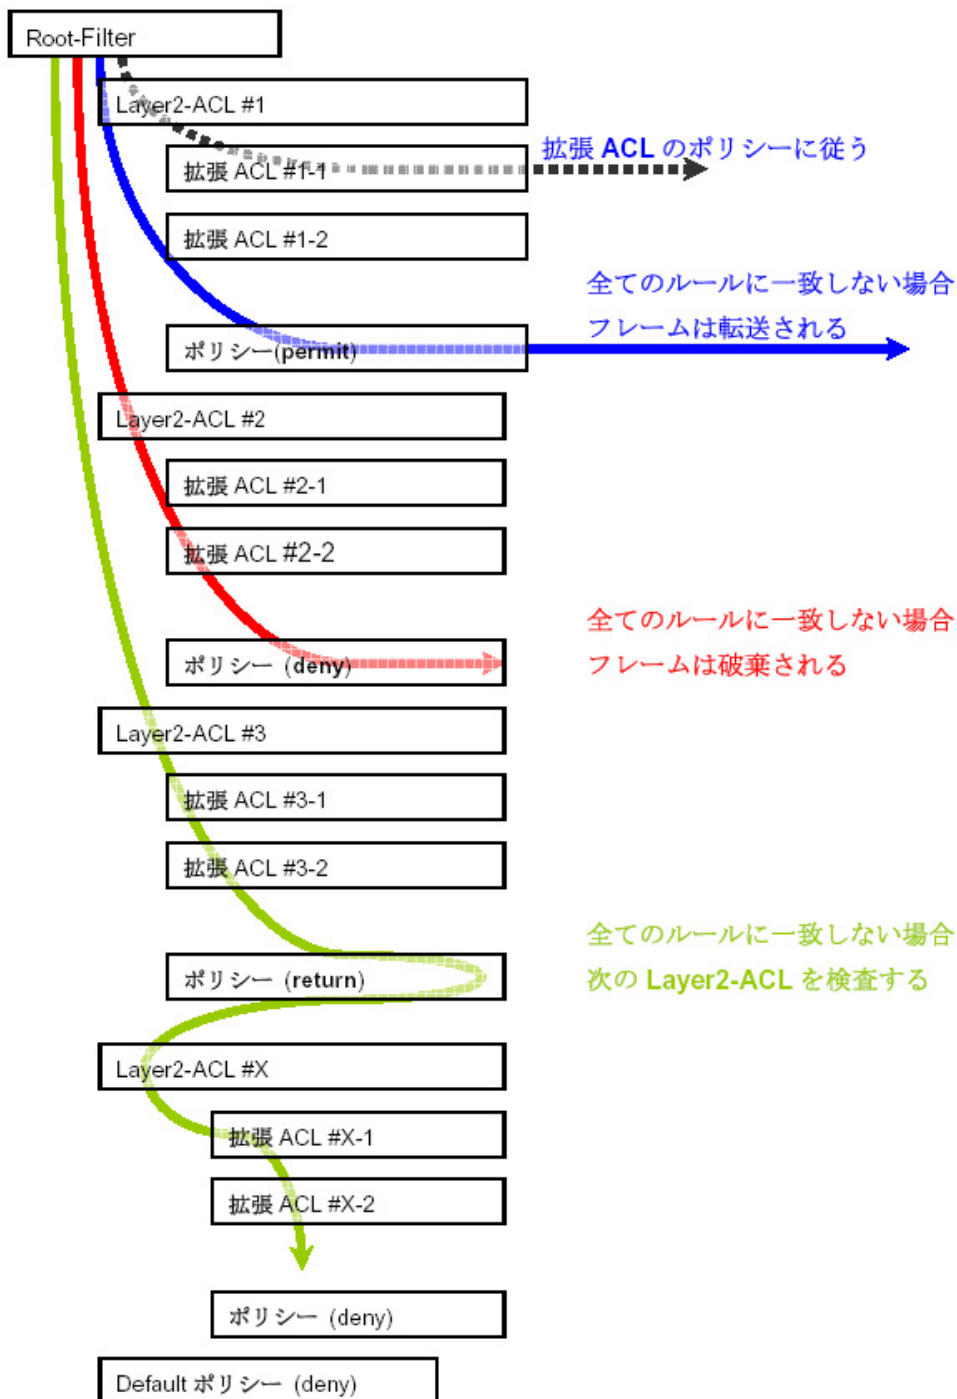 Root-Filter
Layer2-ACL #1
拡張 ACL のポリシーに従う
拡張 ACL #1-1
拡張 ACL #1-2
全てのルールに一致しない場合
フレームは転送される
ポリシー(permit)
Layer2-ACL #2
拡張 ACL #2-1
拡張 ACL #2-2
全てのルールに一致しない場合
フレームは破棄される
ポリシー (deny)
Layer2-ACL #3
拡張 ACL #3-1
拡張 ACL #3-2
全てのルールに一致しない場合
次の Layer2-ACL を検査する
ポリシー (return)
Layer2-ACL #X
拡張 ACL #X-1
拡張 ACL #X-2
ポリシー (deny)
Default ポリシー (deny)